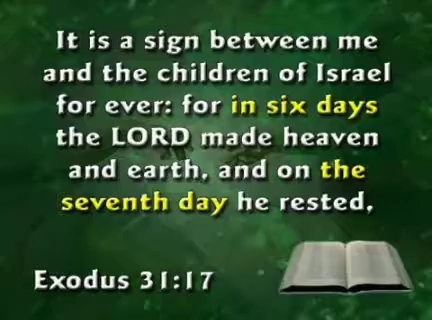 It is a sign between me
and the children of Israel
for ever: for in six days
the LORD made heaven
and earth, and on the
seventh day he rested,
Exodus 31:17